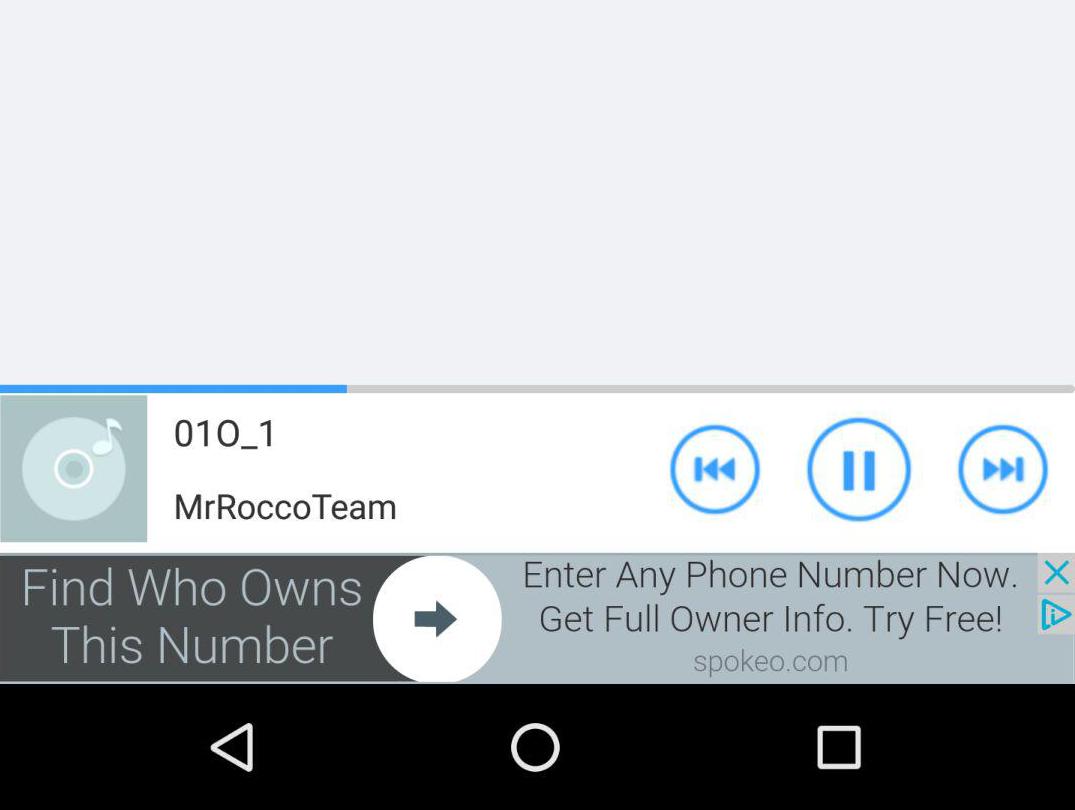 01O_1
MrRoccoTeam
Find Who Owns
This Number
Enter Any Phone Number Now.
Get Full Owner Info. Try Free!
spokeo.com